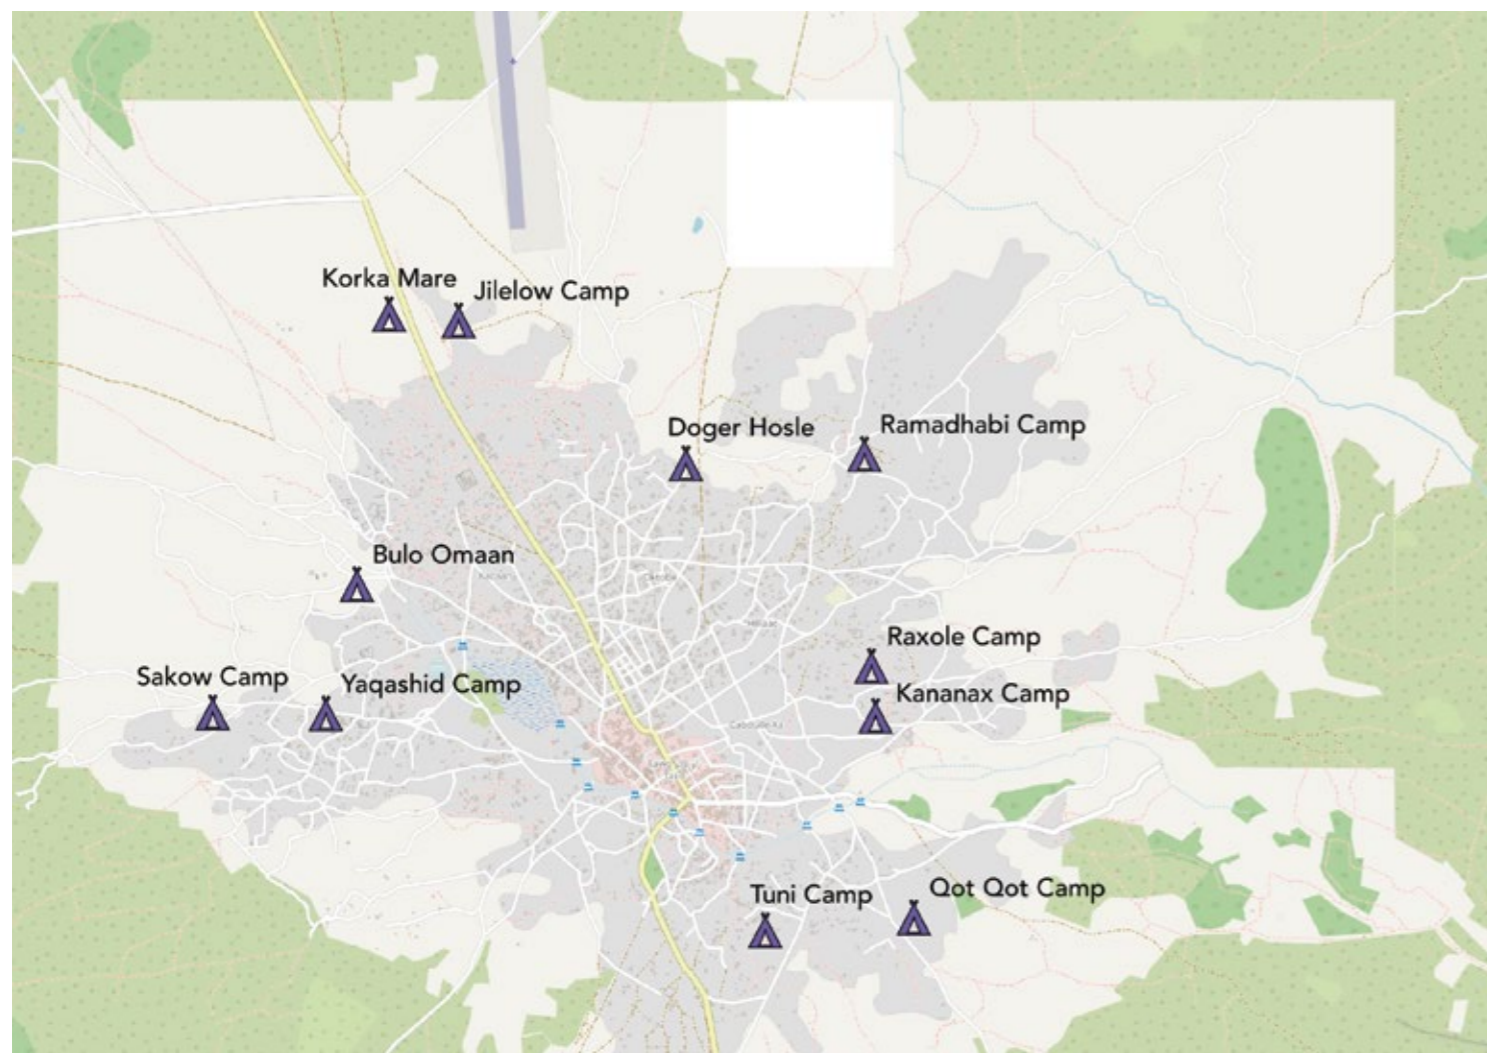 Korka Mare
Jilelow Camp
Doger Hosle
Ramadhabi Camp
Bulo Omaan
Raxole Camp
Sakow Camp
Yaqashid Camp
Kananax Camp
Tuni Camp
Qot Qot Camp